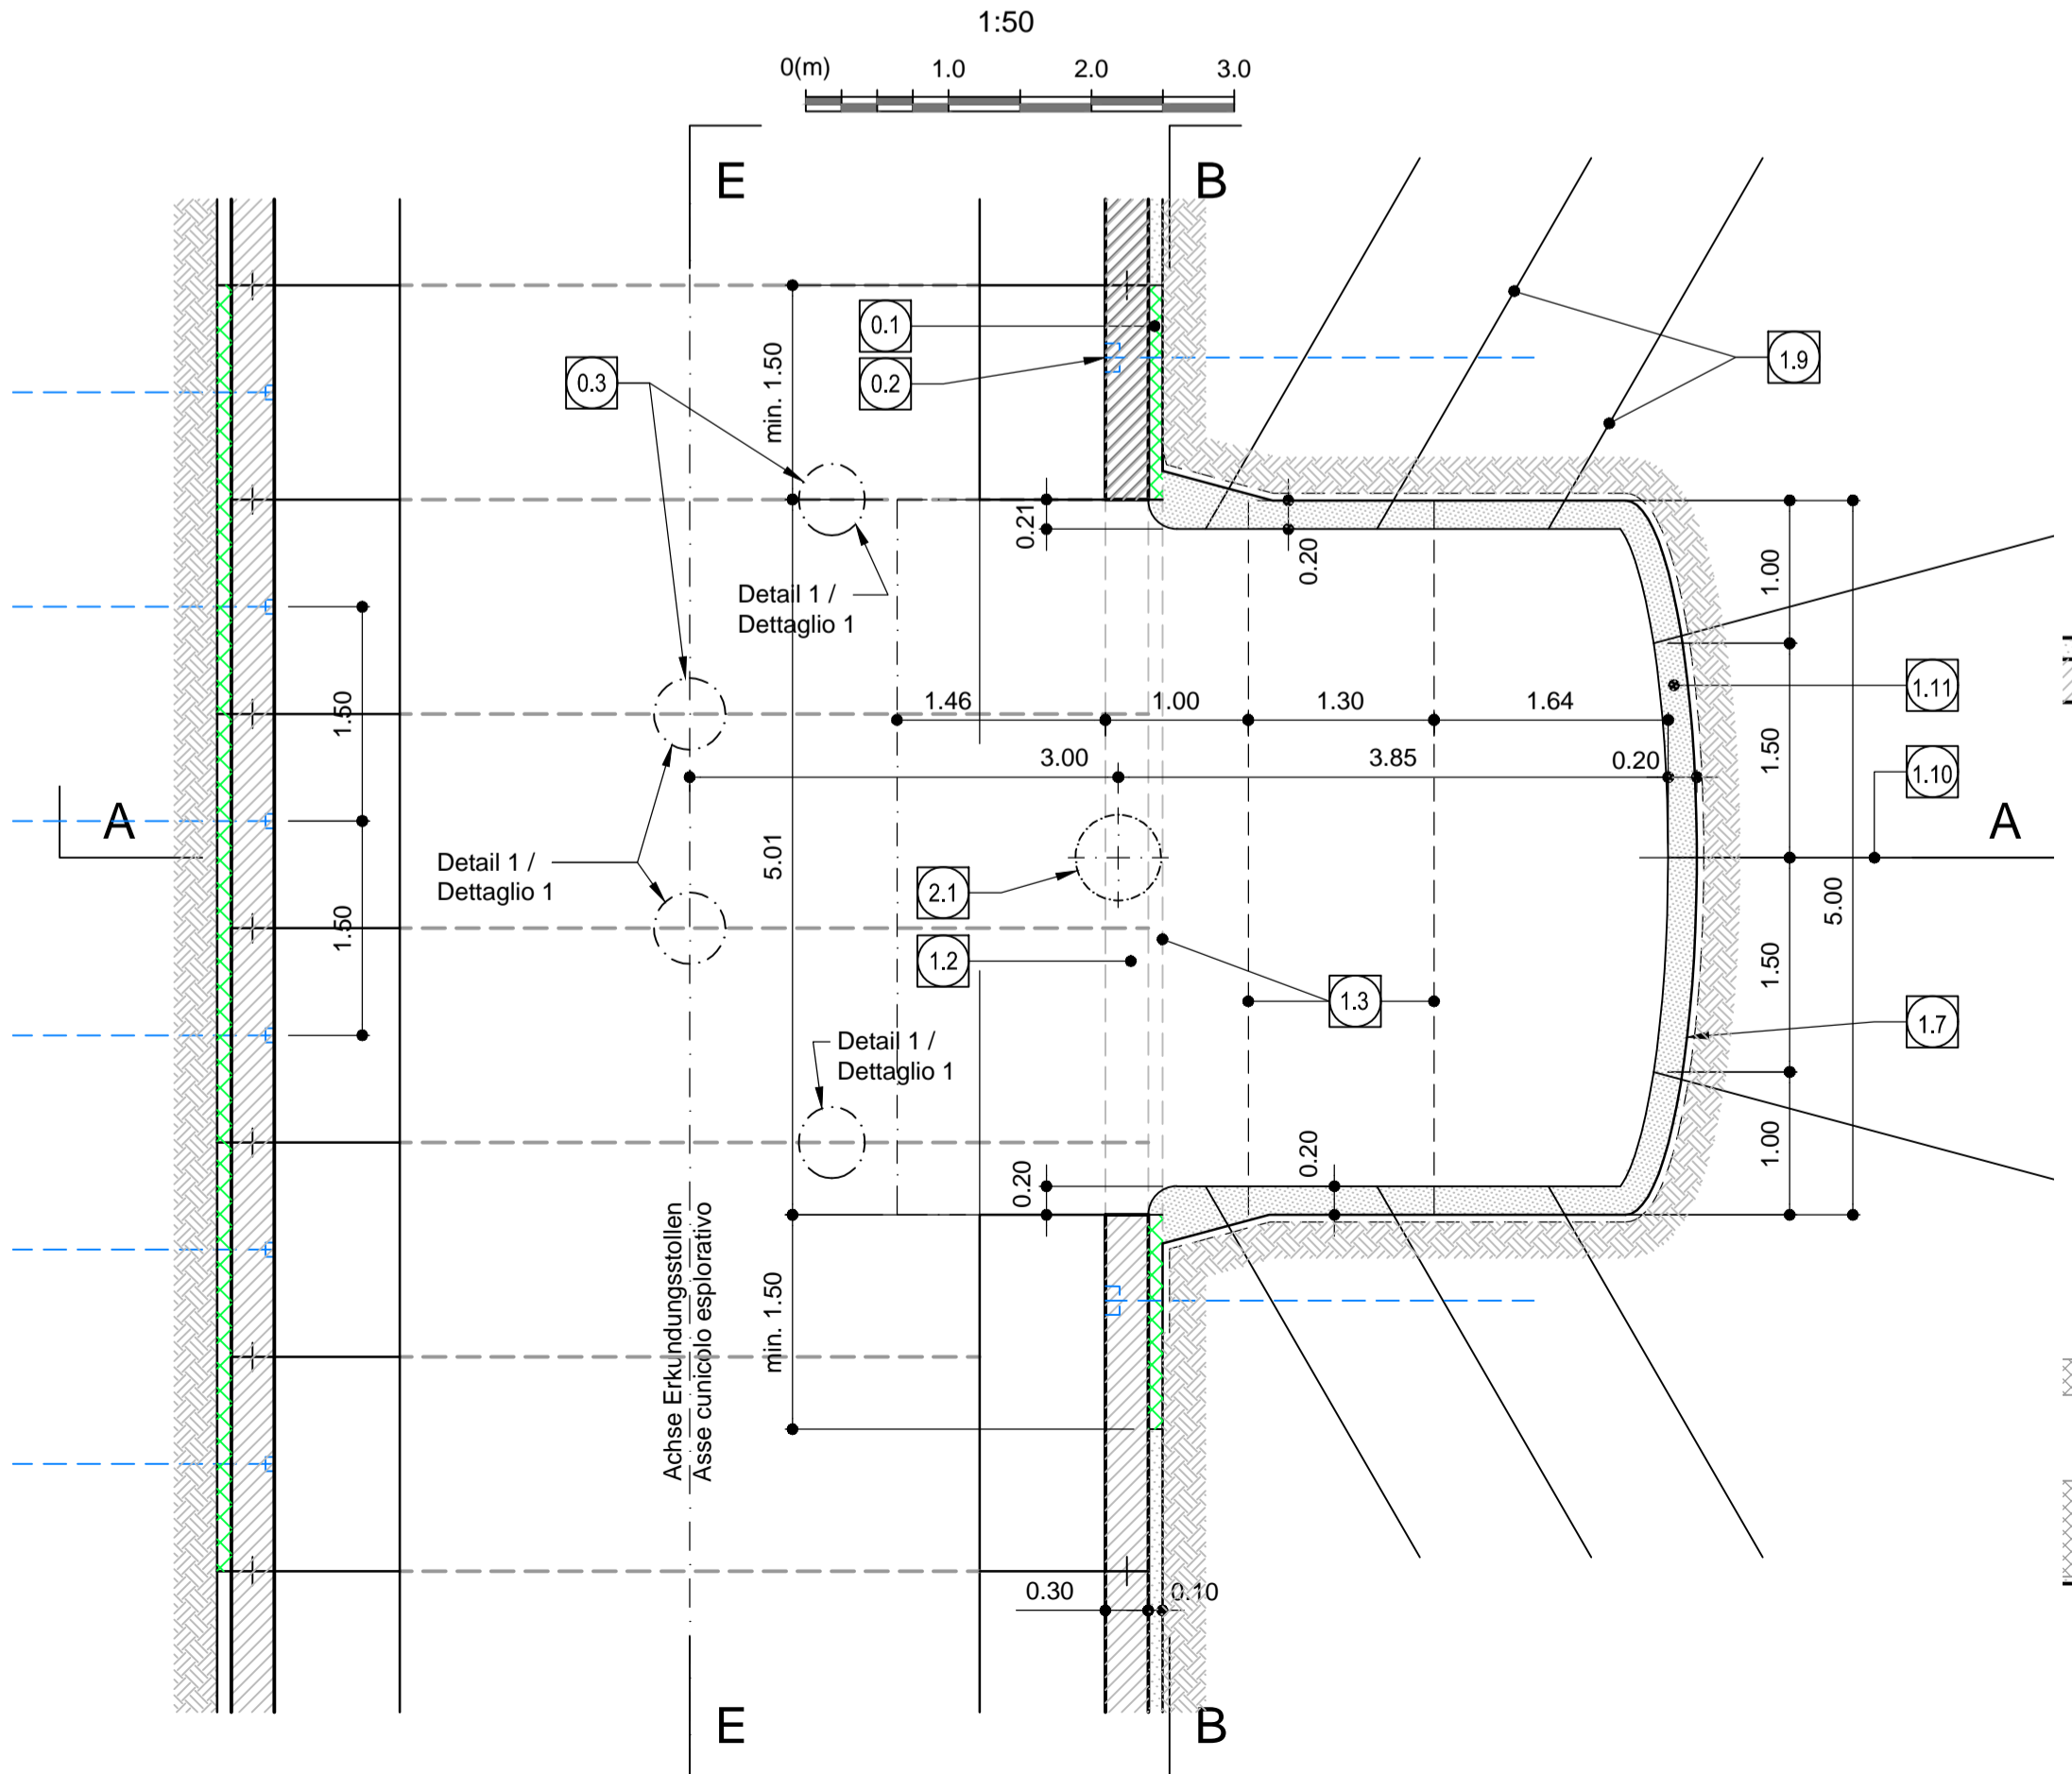 1:50
0(m) 1.0 2.0 3.0
E
B
0.1
0.2
0.3
1.9
min. 1.50
0.21
0.20
1.00
Detail 1 /
Dettaglio 1
1.11
1.50
1.46 1.00 1.30 1.64
1.50
3.00 3.85 0.20
1.10
A
A
5.01
Detail 1 /
Dettaglio 1
2.1
5.00
1.50
1.2
1.50
1.3
1.7
Detail 1 /
Dettaglio 1
0.20
0.20
1.00
Achse Erkundungsstollen
Asse cunicolo esplorativo
min. 1.50
0.30 0.10
E
B